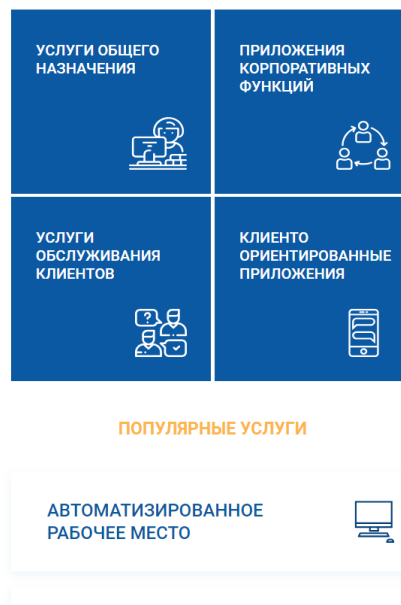 УСЛУГИ ОБЩЕГО
НАЗНАЧЕНИЯ
ПРИЛОЖЕНИЯ
КОРПОРАТИВНЫХ
ФУНКЦИЙ
УСЛУГИ
ОБСЛУЖИВАНИЯ
КЛИЕНТОВ
КЛИЕНТО
ОРИЕНТИРОВАННЫЕ
ПРИЛОЖЕНИЯ
ПОПУЛЯРНЫЕ УСЛУГИ
АВТОМАТИЗИРОВАННОЕ
РАБОЧЕЕ МЕСТО